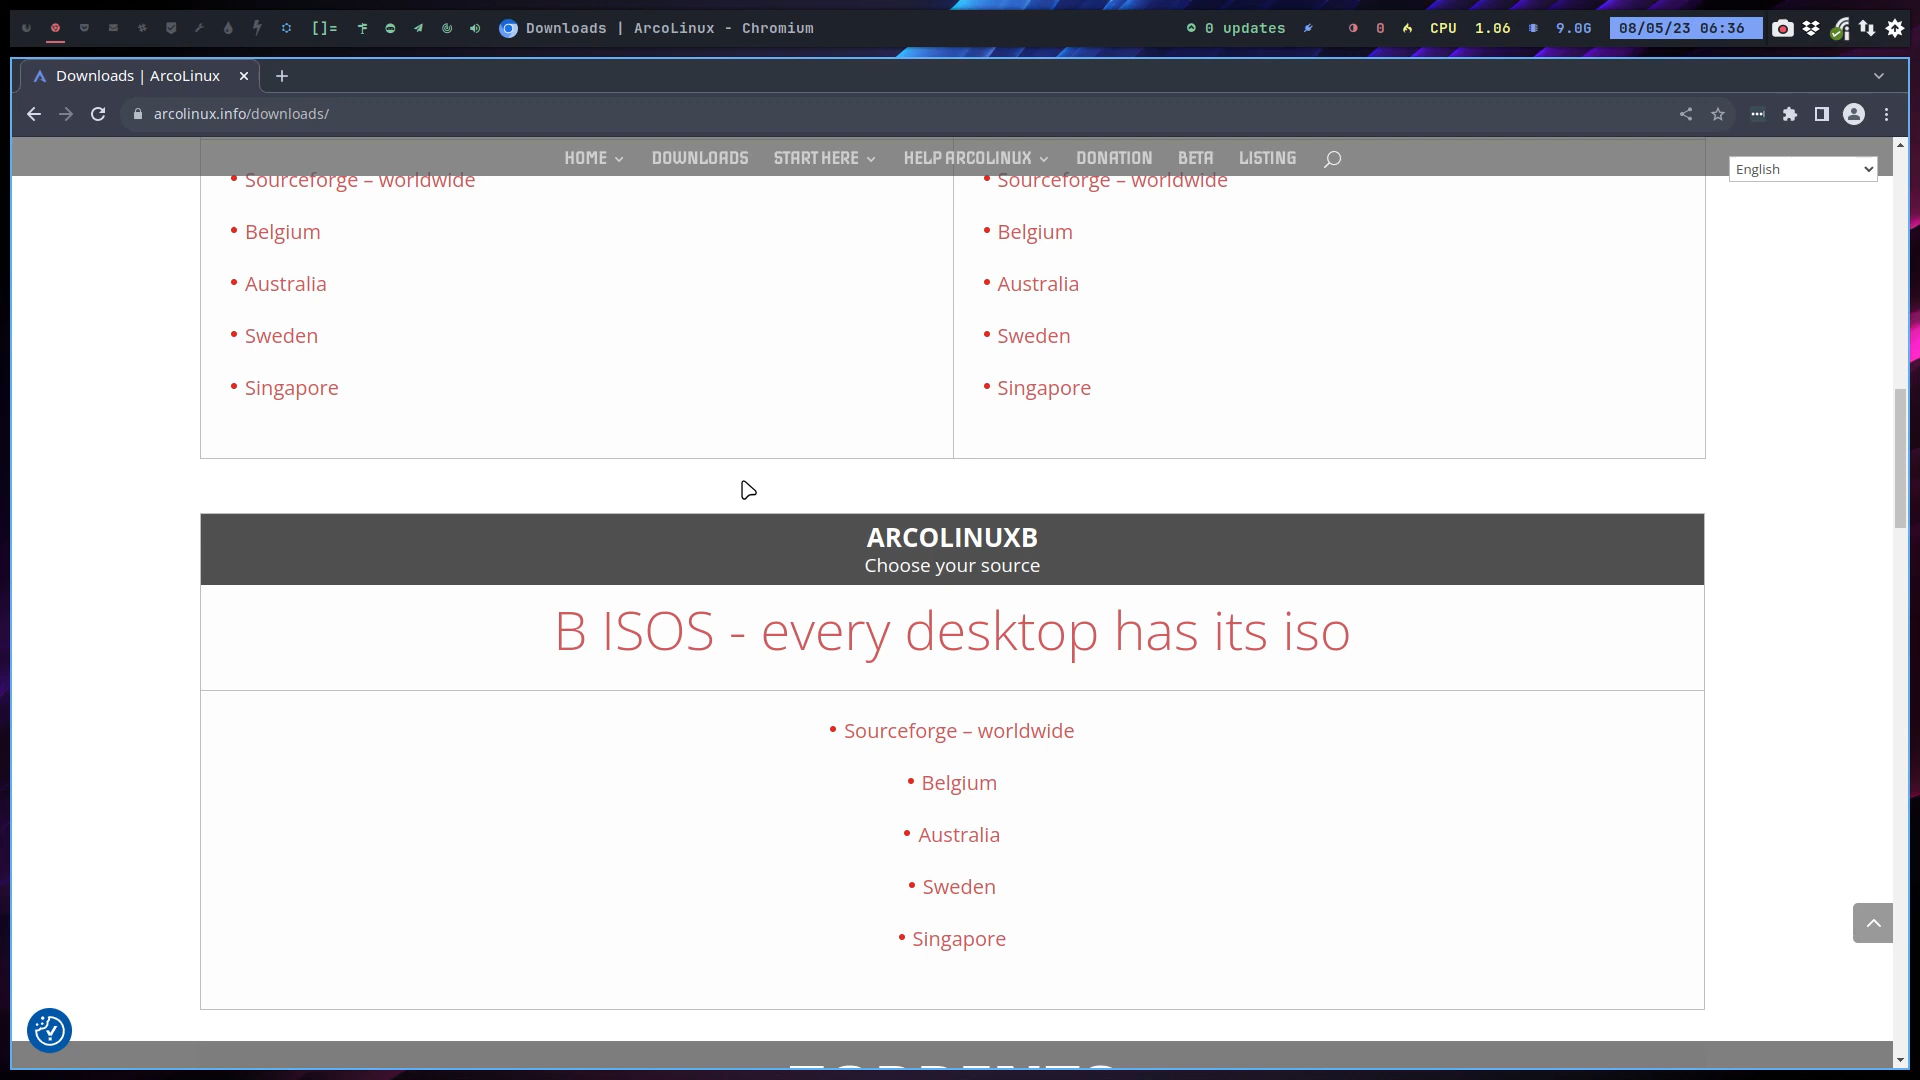 []= Downloads | ArcoLinux - Chromium 0 updates 0 CPU 1.06 9.0G 08/05/23 06:36
Downloads | ArcoLinux
arcolinux.info/downloads/
HOME DOWNLOADS START HERE HELP ARCOLINUX DONATION BETA LISTING
English
• Sourceforge – worldwide
• Belgium
• Australia
• Sweden
• Singapore
• Sourceforge – worldwide
• Belgium
• Australia
• Sweden
• Singapore
ARCOLINUXB
Choose your source
B ISOS - every desktop has its iso
• Sourceforge – worldwide
• Belgium
• Australia
• Sweden
• Singapore